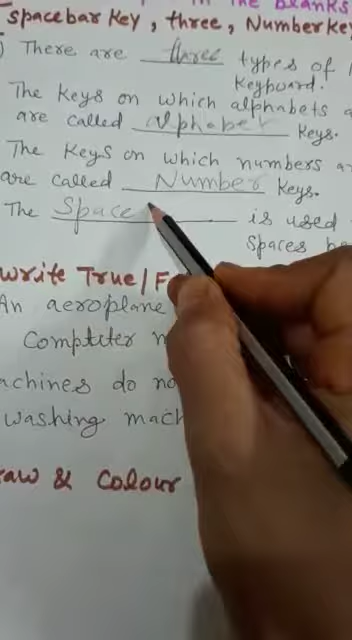 in the blanks
spacebar Key, three, Number Key
There are three types of
Keyboard.
The Keys on which alphabets
are called alphabet Keys.
The Keys on which numbers
are called Number Keys.
The Space is used
Spaces
write True/F
An aeroplane
Computer
machines do no
washing mach
& Colour